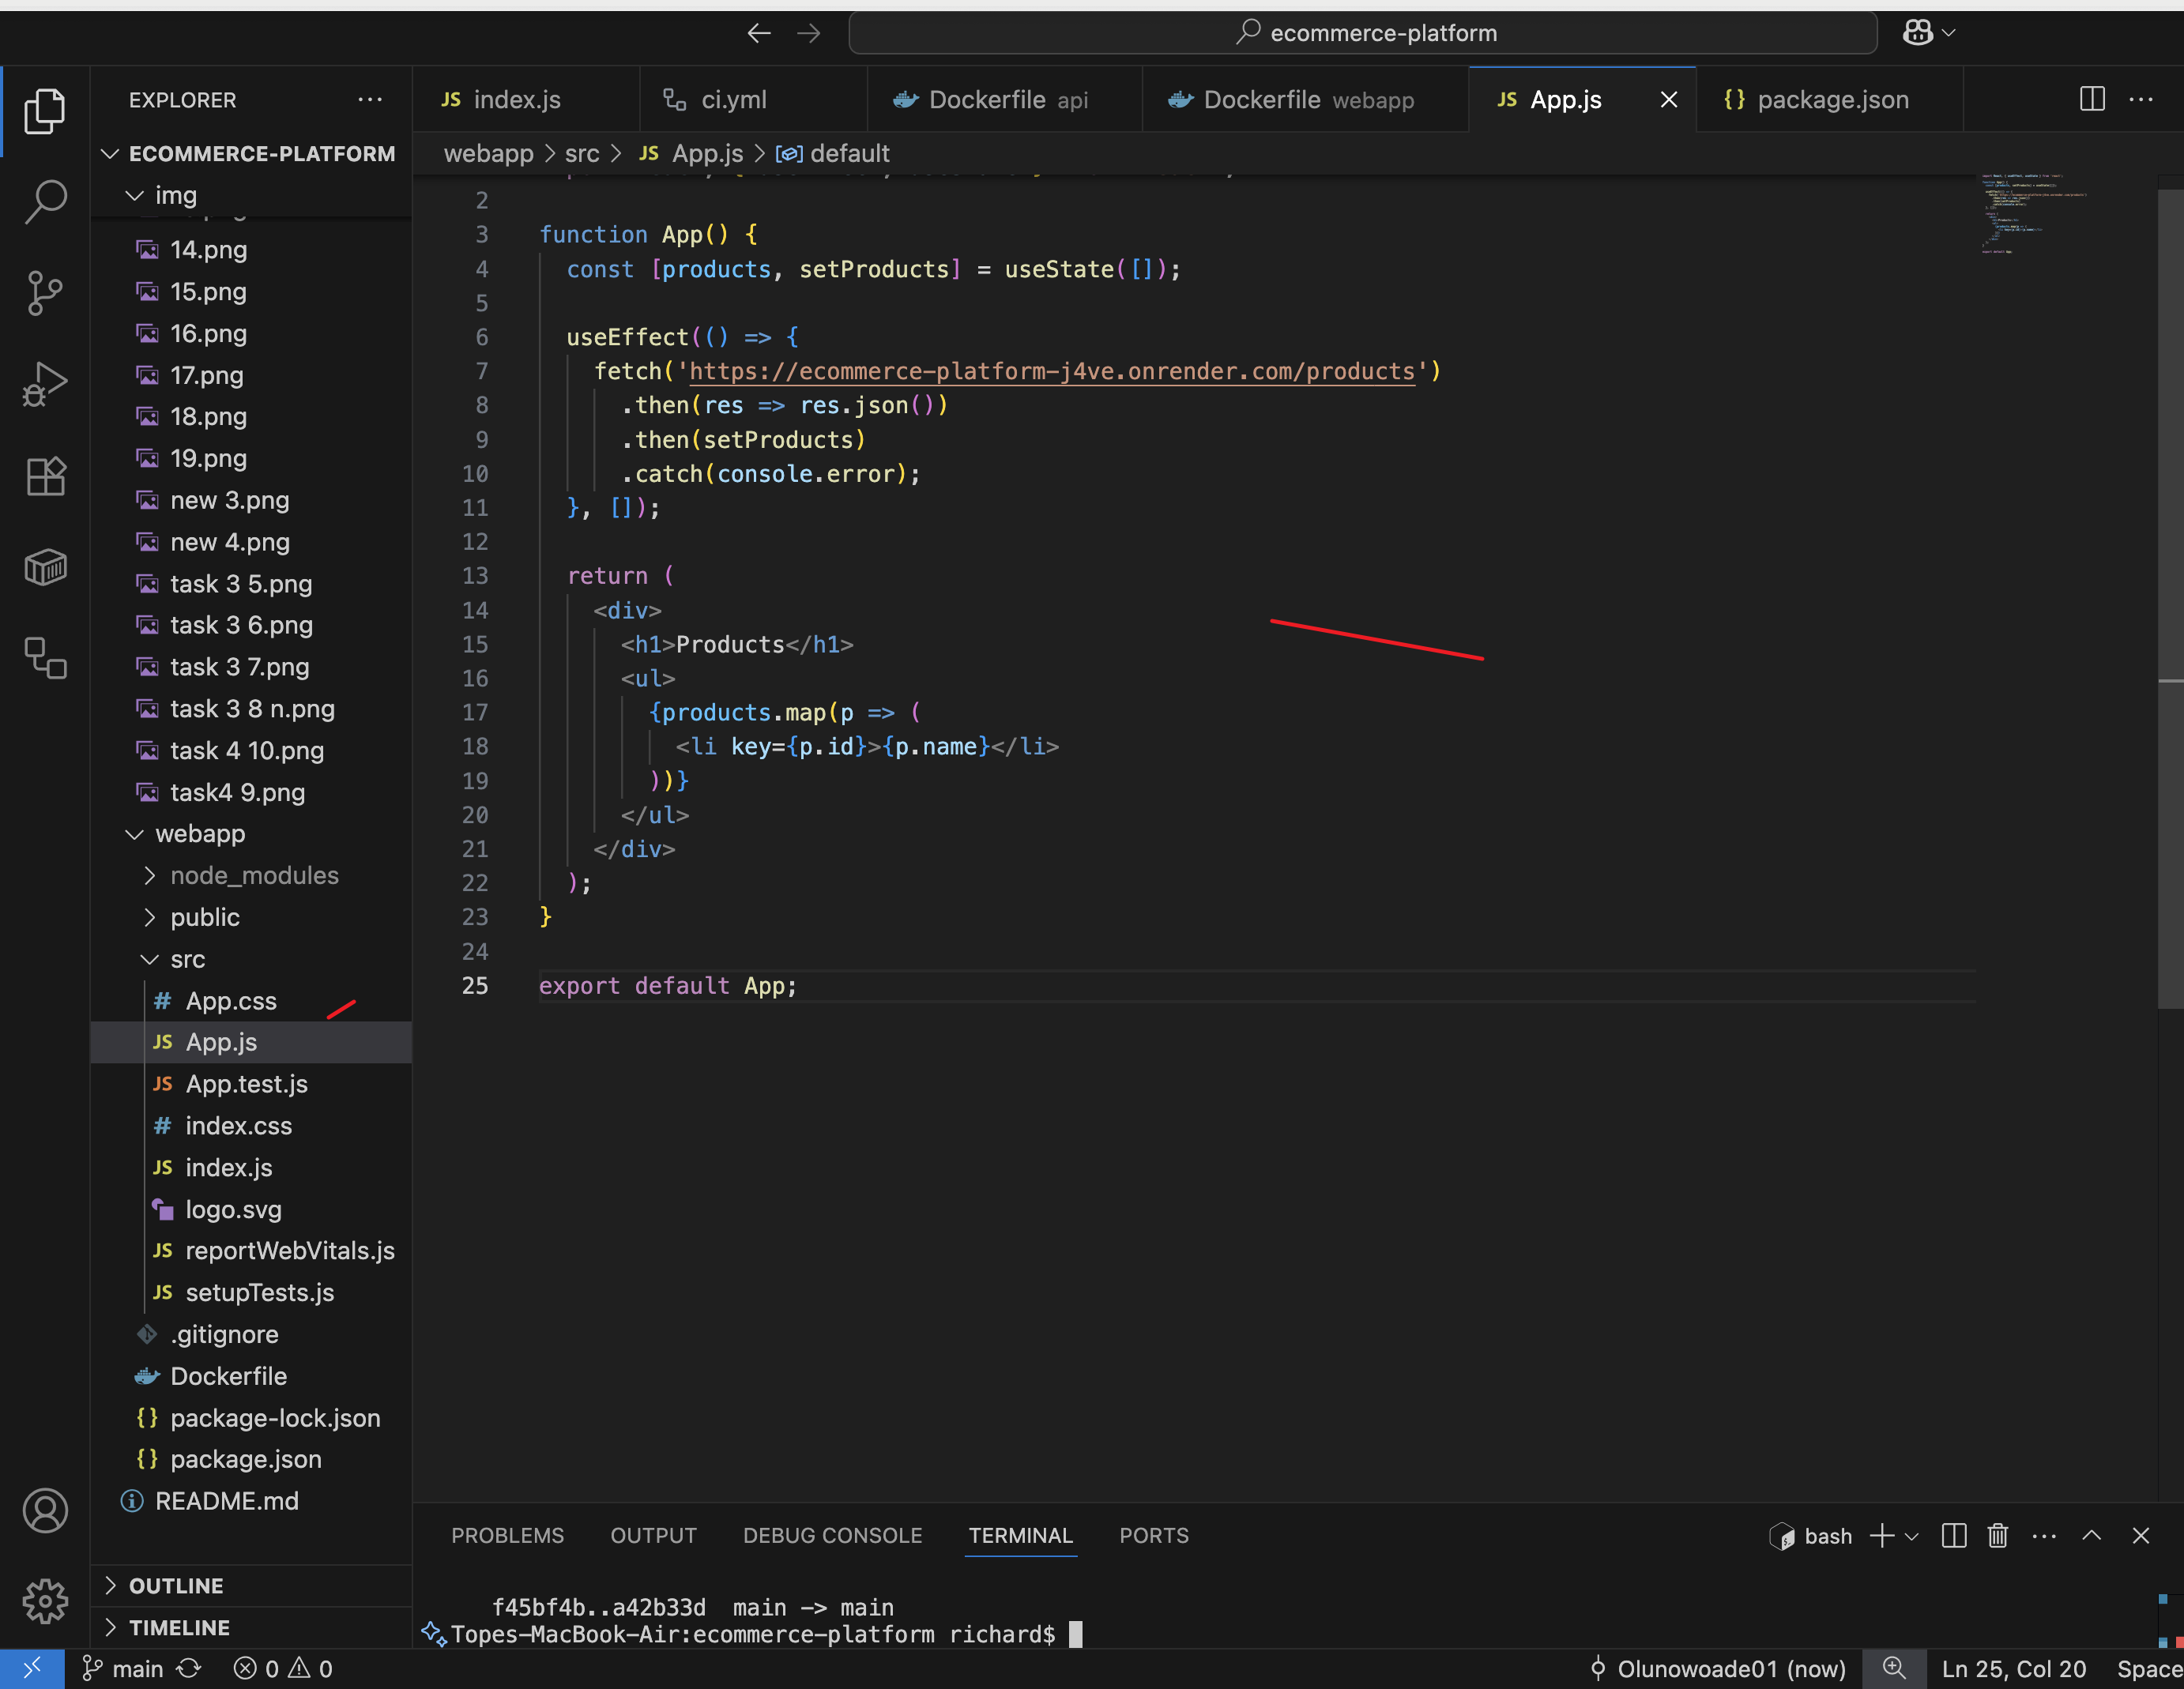 ecommerce-platform
EXPLORER
ECOMMERCE-PLATFORM
img
14.png
15.png
16.png
17.png
18.png
19.png
new 3.png
new 4.png
task 3 5.png
task 3 6.png
task 3 7.png
task 3 8 n.png
task 4 10.png
task4 9.png
webapp
node_modules
public
src
# App.css
JS App.js
JS App.test.js
# index.css
JS index.js
logo.svg
JS reportWebVitals.js
JS setupTests.js
.gitignore
Dockerfile
{} package-lock.json
{} package.json
README.md
OUTLINE
TIMELINE
JS index.js
ci.yml
Dockerfile api
Dockerfile webapp
JS App.js
{} package.json
webapp > src > JS App.js > default
2
3 function App() {
4 const [products, setProducts] = useState([]);
5
6 useEffect(() => {
7 fetch('https://ecommerce-platform-j4ve.onrender.com/products')
8 .then(res => res.json())
9 .then(setProducts)
10 .catch(console.error);
11 }, []);
12
13 return (
14 <div>
15 <h1>Products</h1>
16 <ul>
17 {products.map(p => (
18 <li key={p.id}>{p.name}</li>
19 ))}
20 </ul>
21 </div>
22 );
23 }
24
25 export default App;
PROBLEMS OUTPUT DEBUG CONSOLE TERMINAL PORTS
bash
f45bf4b..a42b33d main -> main
Topes-MacBook-Air:ecommerce-platform richard$
main 0 0 Olunowoade01 (now) Ln 25, Col 20 Space